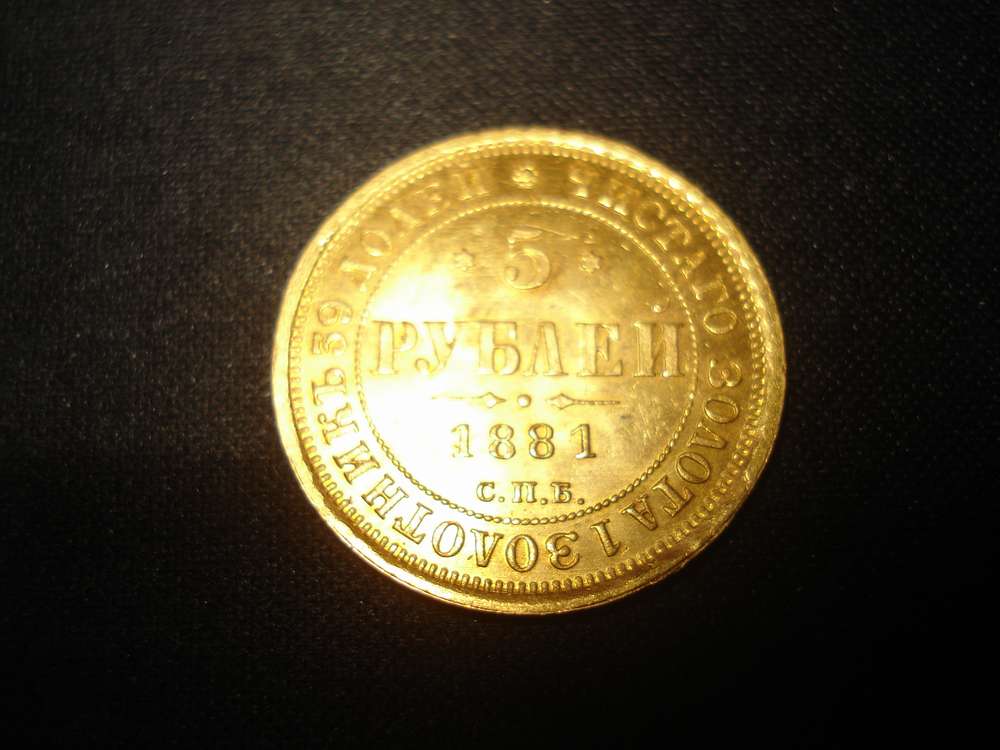 * ЧИСТАГО ЗОЛОТА 1 ЗОЛОТНИКЪ 39 ДОЛЕЙ
* 5 *
РУБЛЕЙ
1881
С.П.Б.